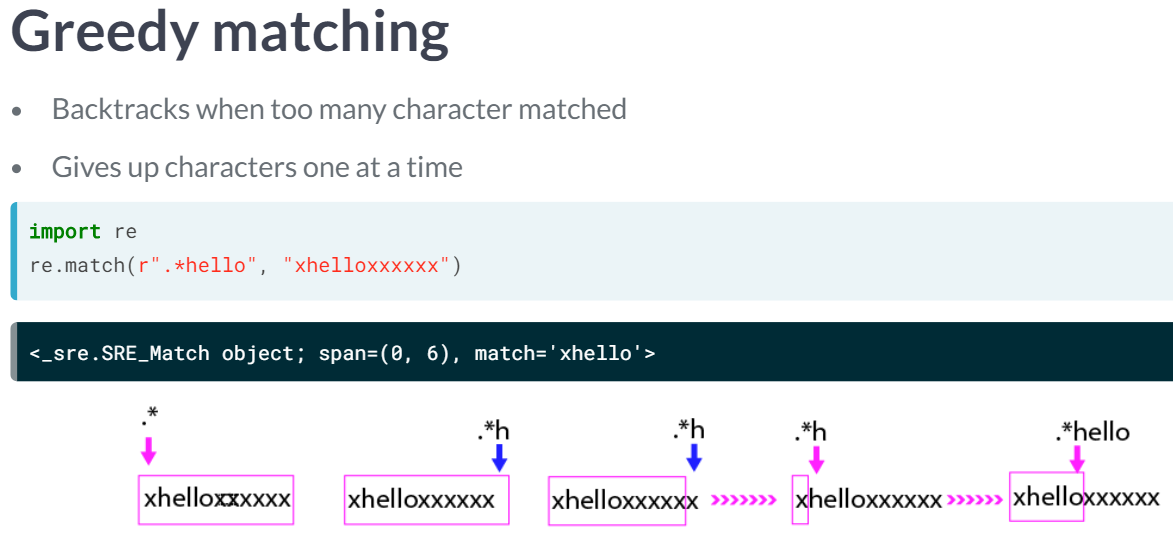 Greedy matching
• Backtracks when too many character matched
• Gives up characters one at a time
import re
re.match(r".*hello", "xhelloxxxxxx")
<_sre.SRE_Match object; span=(0, 6), match='xhello'>
.* .*h .*h .*h .*hello
xhelloxxxxxx xhelloxxxxxx xhelloxxxxxx »»»» xhelloxxxxxx »»» xhelloxxxxxx